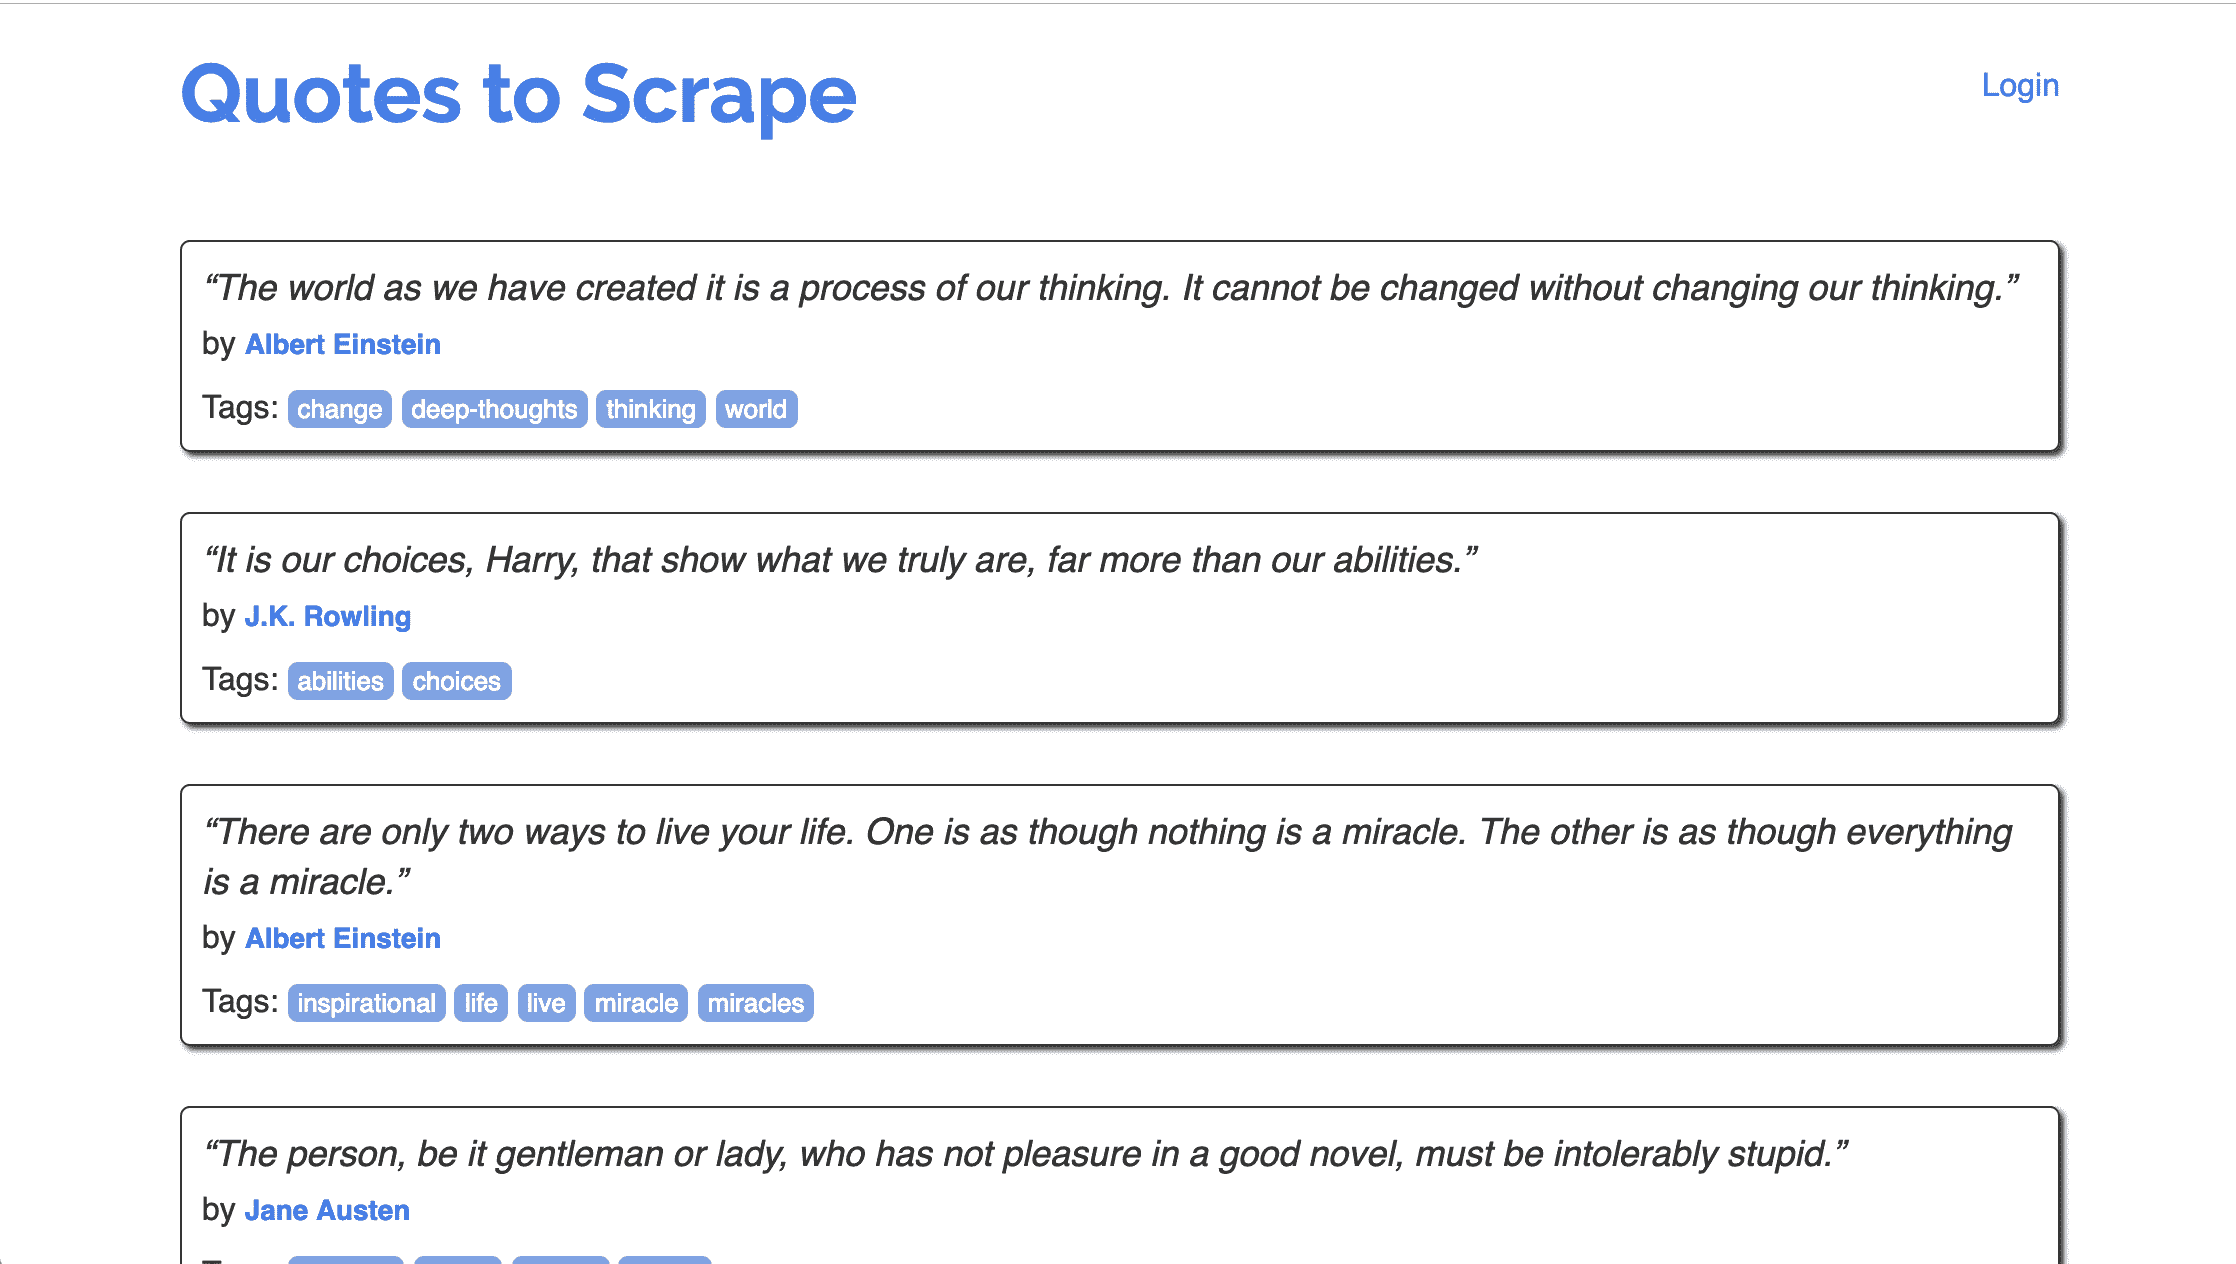 Quotes to Scrape
Login
“The world as we have created it is a process of our thinking. It cannot be changed without changing our thinking.”
by Albert Einstein
Tags: change deep-thoughts thinking world
“It is our choices, Harry, that show what we truly are, far more than our abilities.”
by J.K. Rowling
Tags: abilities choices
“There are only two ways to live your life. One is as though nothing is a miracle. The other is as though everything
is a miracle.”
by Albert Einstein
Tags: inspirational life live miracle miracles
“The person, be it gentleman or lady, who has not pleasure in a good novel, must be intolerably stupid.”
by Jane Austen